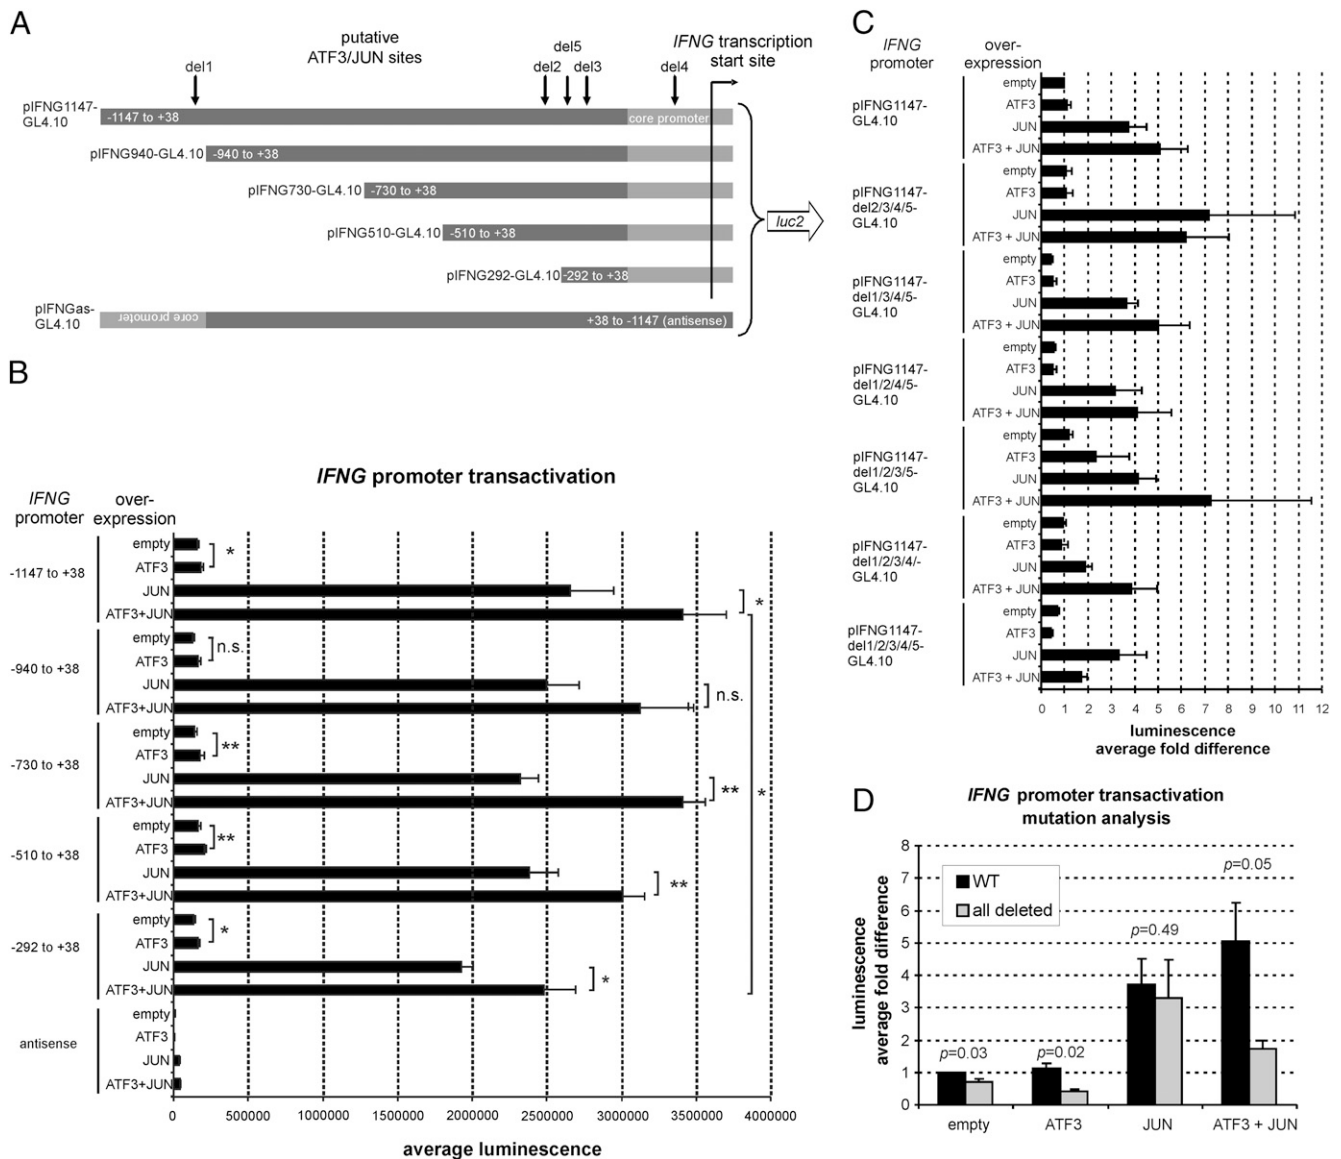 A
putative
ATF3/JUN sites
del1
del2
del5
del3
del4
IFNG transcription
start site
pIFNG1147-
GL4.10
-1147 to +38
core promoter
pIFNG940-GL4.10
-940 to +38
pIFNG730-GL4.10
-730 to +38
pIFNG510-GL4.10
-510 to +38
pIFNG292-GL4.10
-292 to +38
pIFNGas-
GL4.10
core promoter
+38 to -1147 (antisense)
luc2
B
IFNG promoter transactivation
IFNG
promoter
over-
expression
-1147 to +38
empty
ATF3
JUN
ATF3+JUN
*
*
-940 to +38
empty
ATF3
JUN
ATF3+JUN
n.s.
n.s.
-730 to +38
empty
ATF3
JUN
ATF3+JUN
**
**
*
-510 to +38
empty
ATF3
JUN
ATF3+JUN
**
**
-292 to +38
empty
ATF3
JUN
ATF3+JUN
*
*
antisense
empty
ATF3
JUN
ATF3+JUN
0 500000 1000000 1500000 2000000 2500000 3000000 3500000 4000000
average luminescence
C
IFNG
promoter
over-
expression
pIFNG1147-
GL4.10
empty
ATF3
JUN
ATF3 + JUN
pIFNG1147-
del2/3/4/5-
GL4.10
empty
ATF3
JUN
ATF3 + JUN
pIFNG1147-
del1/3/4/5-
GL4.10
empty
ATF3
JUN
ATF3 + JUN
pIFNG1147-
del1/2/4/5-
GL4.10
empty
ATF3
JUN
ATF3 + JUN
pIFNG1147-
del1/2/3/5-
GL4.10
empty
ATF3
JUN
ATF3 + JUN
pIFNG1147-
del1/2/3/4/-
GL4.10
empty
ATF3
JUN
ATF3 + JUN
pIFNG1147-
del1/2/3/4/5-
GL4.10
empty
ATF3
JUN
ATF3 + JUN
0 1 2 3 4 5 6 7 8 9 10 11 12
luminescence
average fold difference
D
IFNG promoter transactivation
mutation analysis
luminescence
average fold difference
8
7
6
5
4
3
2
1
0
WT
all deleted
p=0.03
p=0.02
p=0.49
p=0.05
empty ATF3 JUN ATF3 + JUN